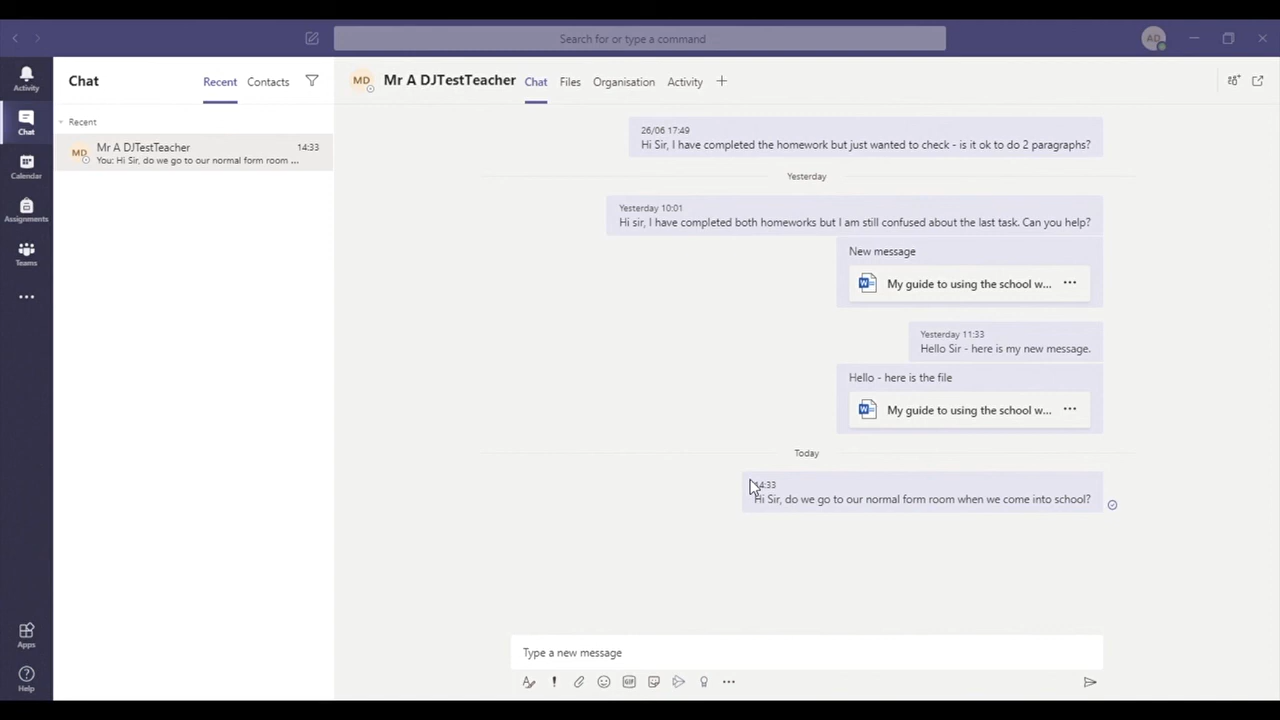 Search for or type a command
AD
Activity
Chat
Calendar
Assignments
Teams
Apps
Help
Chat
Recent
Contacts
Recent
MD
Mr A DJTestTeacher
14:33
You: Hi Sir, do we go to our normal form room ...
MD
Mr A DJTestTeacher
Chat
Files
Organisation
Activity
26/06 17:49
Hi Sir, I have completed the homework but just wanted to check - is it ok to do 2 paragraphs?
Yesterday
Yesterday 10:01
Hi sir, I have completed both homeworks but I am still confused about the last task. Can you help?
New message
My guide to using the school w...
Yesterday 11:33
Hello Sir - here is my new message.
Hello - here is the file
My guide to using the school w...
Today
14:33
Hi Sir, do we go to our normal form room when we come into school?
Type a new message
GIF